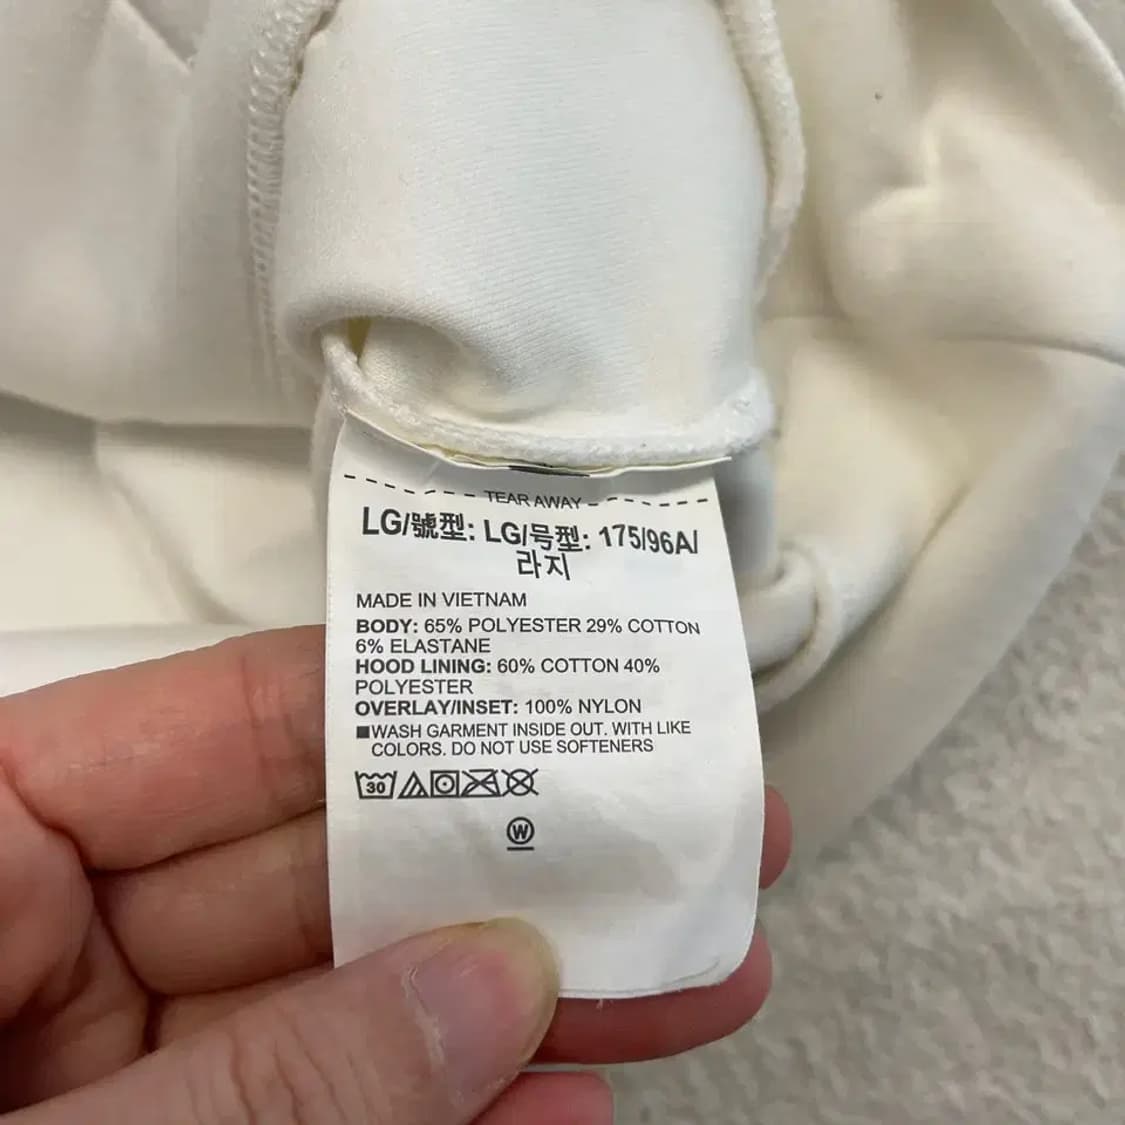 TEAR AWAY
LG/號型: LG/号型: 175/96A/
라지
MADE IN VIETNAM
BODY: 65% POLYESTER 29% COTTON
6% ELASTANE
HOOD LINING: 60% COTTON 40%
POLYESTER
OVERLAY/INSET: 100% NYLON
■WASH GARMENT INSIDE OUT. WITH LIKE
COLORS. DO NOT USE SOFTENERS
30
W